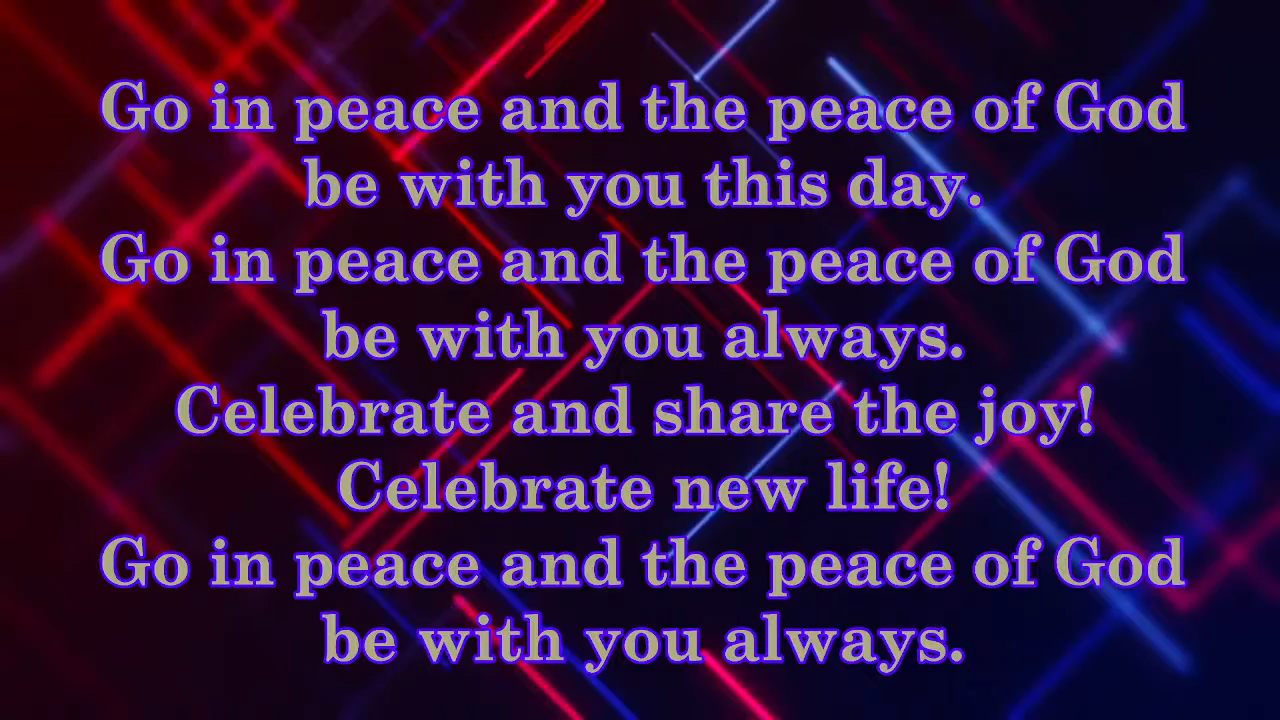 Go in peace and the peace of God
be with you this day.
Go in peace and the peace of God
be with you always.
Celebrate and share the joy!
Celebrate new life!
Go in peace and the peace of God
be with you always.